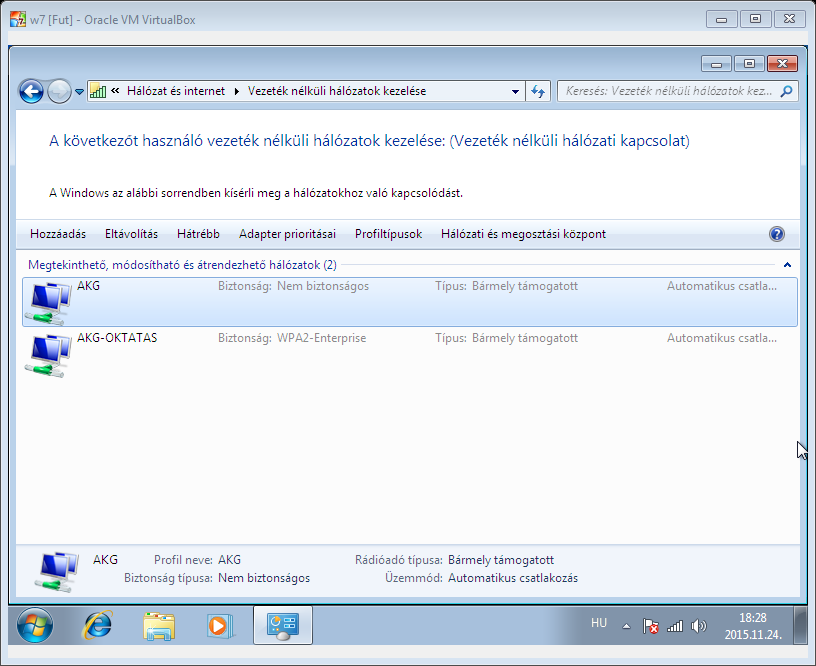 w7 [Fut] - Oracle VM VirtualBox
« Hálózat és internet Vezeték nélküli hálózatok kezelése Keresés: Vezeték nélküli hálózatok kez...
A következőt használó vezeték nélküli hálózatok kezelése: (Vezeték nélküli hálózati kapcsolat)
A Windows az alábbi sorrendben kísérli meg a hálózatokhoz való kapcsolódást.
Hozzáadás Eltávolítás Hátrébb Adapter prioritásai Profiltípusok Hálózati és megosztási központ ?
Megtekinthető, módosítható és átrendezhető hálózatok (2)
AKG Biztonság: Nem biztonságos Típus: Bármely támogatott Automatikus csatla...
AKG-OKTATAS Biztonság: WPA2-Enterprise Típus: Bármely támogatott Automatikus csatla...
AKG Profil neve: AKG Rádióadó típusa: Bármely támogatott
Biztonság típusa: Nem biztonságos Üzemmód: Automatikus csatlakozás
HU 18:28
2015.11.24.